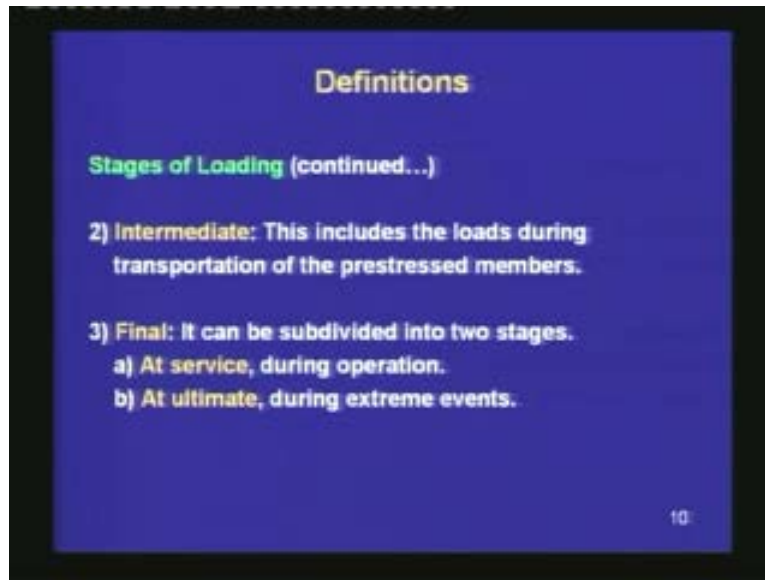 Definitions
Stages of Loading (continued...)
2) Intermediate: This includes the loads during
transportation of the prestressed members.
3) Final: It can be subdivided into two stages.
a) At service, during operation.
b) At ultimate, during extreme events.
10